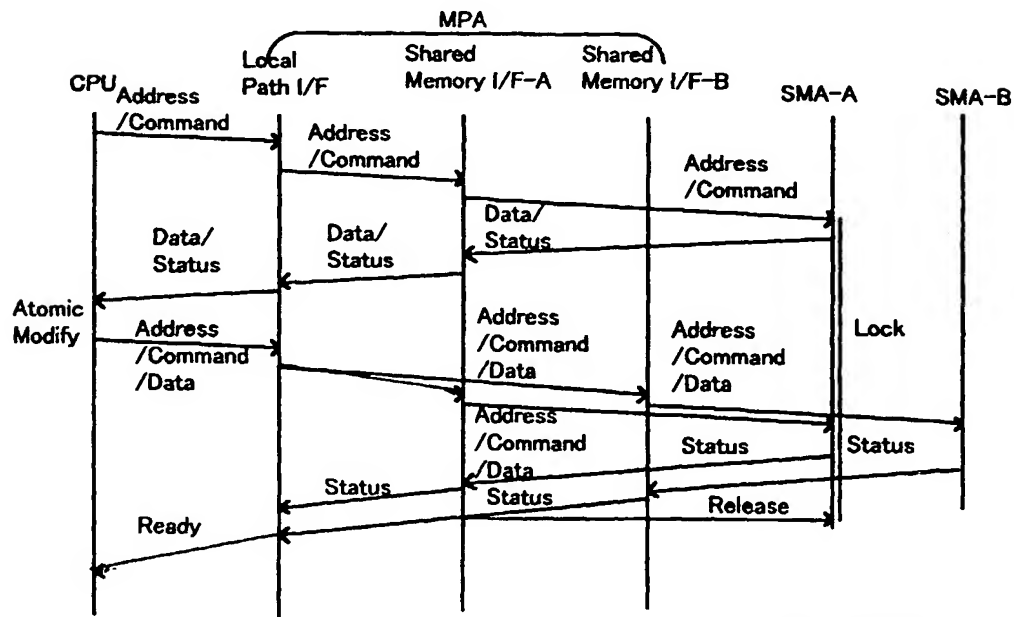 MPA
CPU
Local
Path I/F
Shared
Memory I/F-A
Shared
Memory I/F-B
SMA-A
SMA-B
Address
/Command
Address
/Command
Address
/Command
Data/
Status
Data/
Status
Data/
Status
Atomic
Modify
Address
/Command
/Data
Address
/Command
/Data
Address
/Command
/Data
Lock
Address
/Command
/Data
Status
Status
Status
Status
Release
Ready